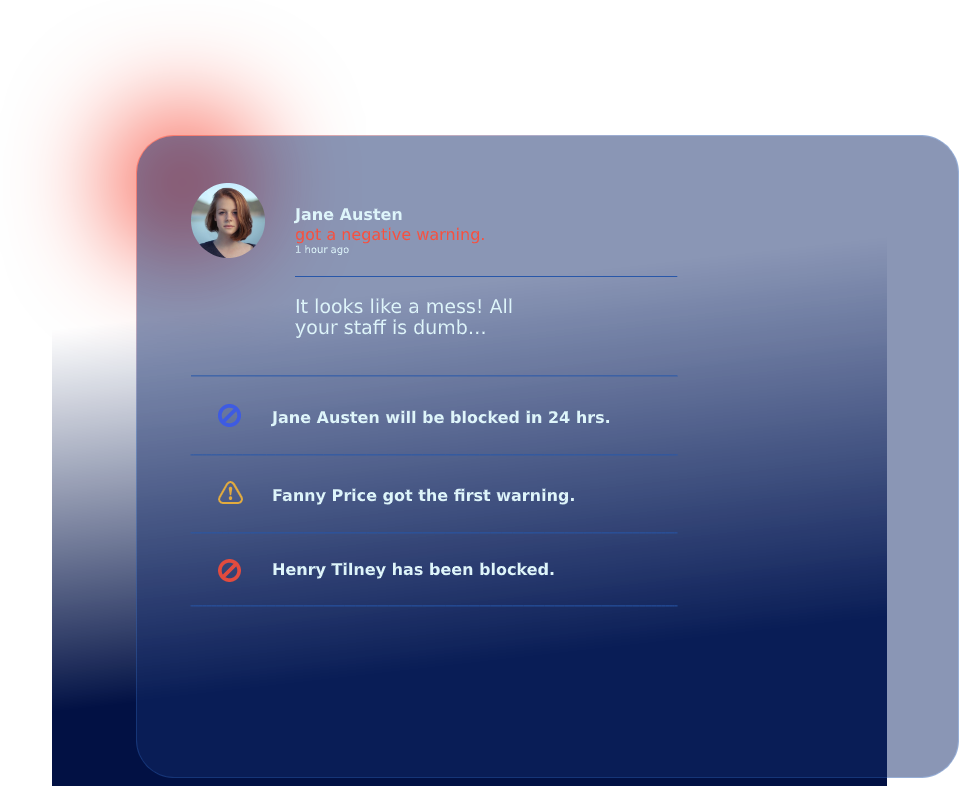 Jane Austen
got a negative warning.
1 hour ago
It looks like a mess! All
your staff is dumb...
Jane Austen will be blocked in 24 hrs.
Fanny Price got the first warning.
Henry Tilney has been blocked.